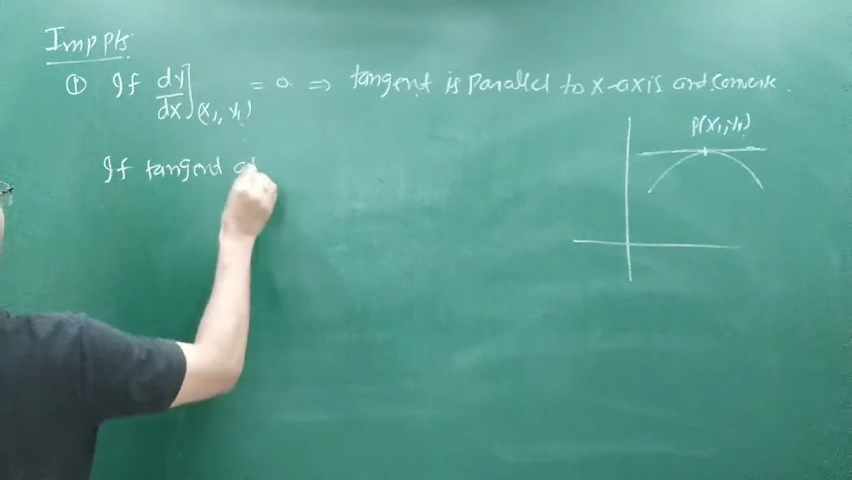 Imp pts.
① If dy/dx](x₁, y₁) = 0 ⇒ tangent is parallel to x-axis and converse.
P(x₁, y₁)
If tangent at